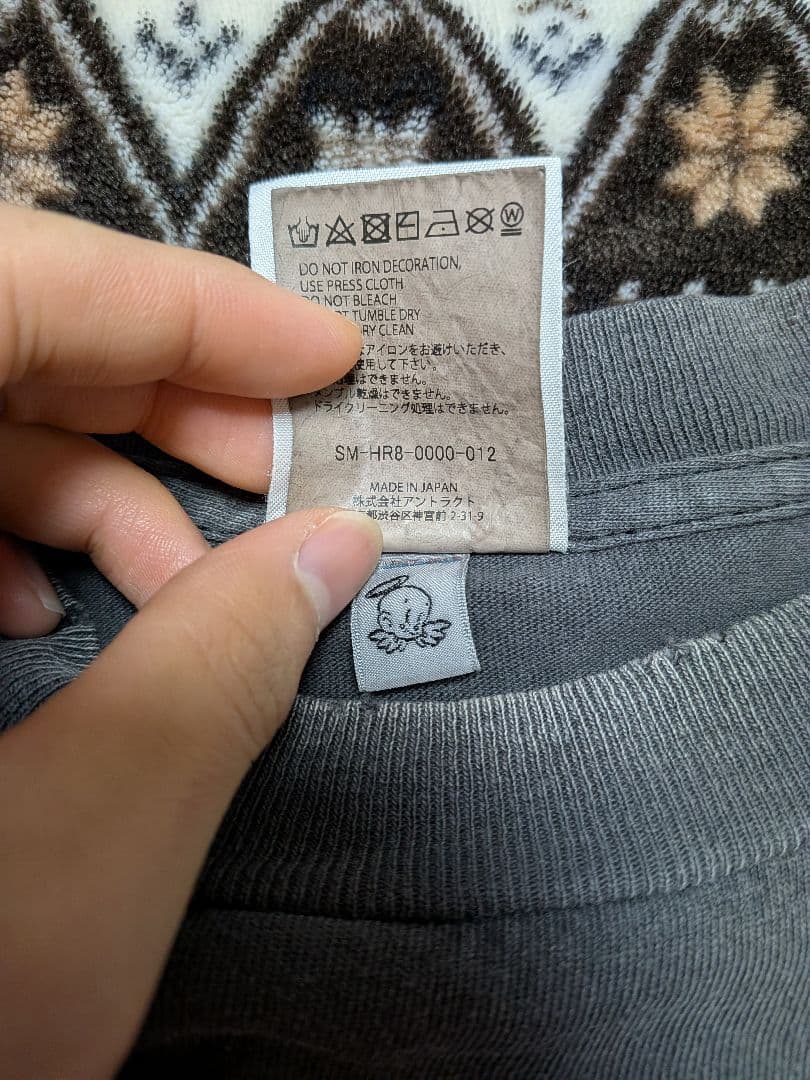 DO NOT IRON DECORATION,
USE PRESS CLOTH
NOT BLEACH
TUMBLE DRY
CLEAN
アイロンをお避けいただき、
使用して下さい。
はできません。
乾燥はできません。
ドライクリーニング処理はできません。
SM-HR8-0000-012
MADE IN JAPAN
株式会社アントラクト
都渋谷区神宮前 2-31-9